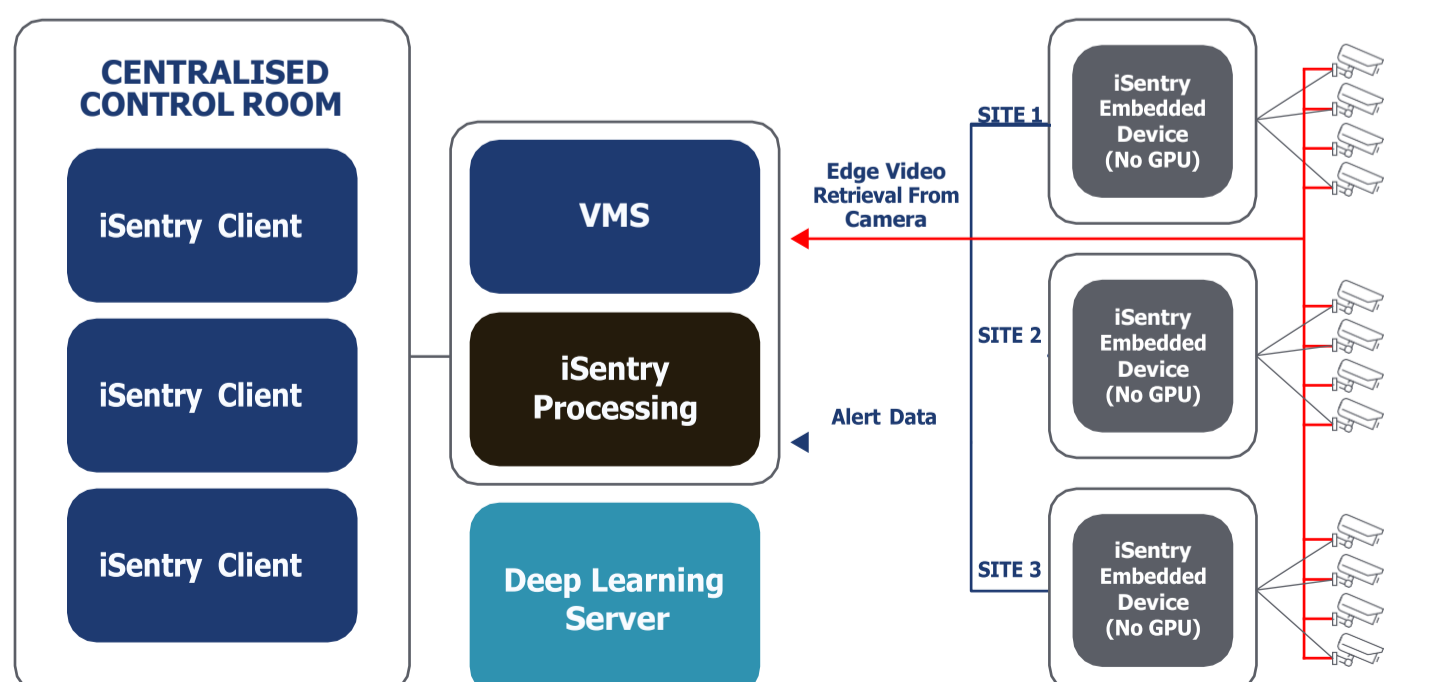 CENTRALISED
CONTROL ROOM
iSentry Client
iSentry Client
iSentry Client
VMS
iSentry
Processing
Deep Learning
Server
Edge Video
Retrieval From
Camera
Alert Data
SITE 1
iSentry
Embedded
Device
(No GPU)
SITE 2
iSentry
Embedded
Device
(No GPU)
SITE 3
iSentry
Embedded
Device
(No GPU)